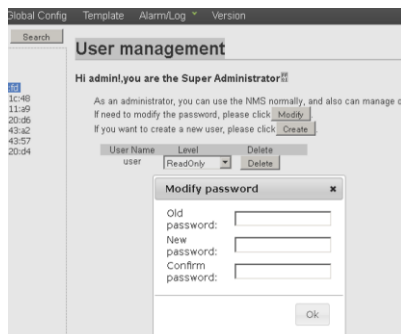 Global Config Template Alarm/Log Version
Search
User management
Hi admin!,you are the Super Administrator
1c:48
11:a9
20:d6
43:a2
43:57
20:d4
As an administrator, you can use the NMS normally, and also can manage
If need to modify the password, please click Modify .
If you want to create a new user, please click Create .
User Name Level Delete
user ReadOnly Delete
Modify password ×
Old password:
New password:
Confirm password:
Ok